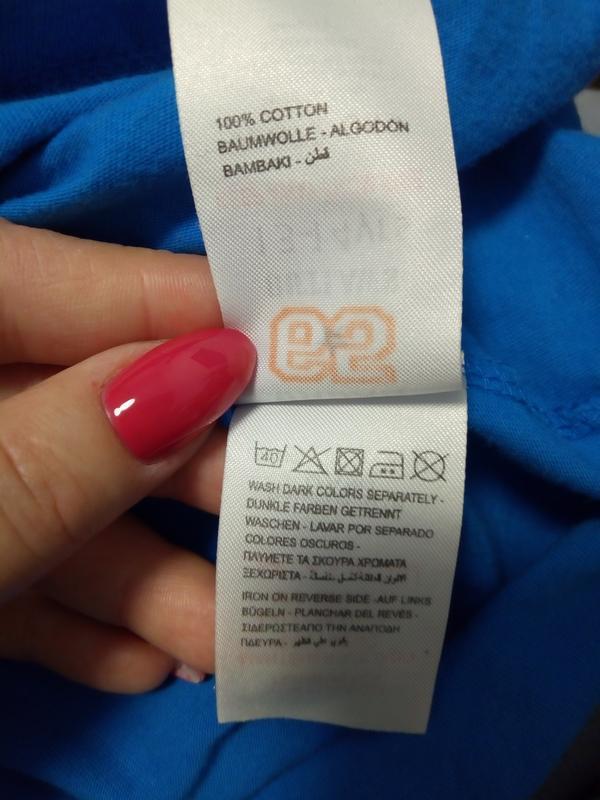 100% COTTON
BAUMWOLLE - ALGODÓN
BAMBAKI - قطن
40
WASH DARK COLORS SEPARATELY -
DUNKLE FARBEN GETRENNT
WASCHEN - LAVAR POR SEPARADO
COLORES OSCUROS -
ΠΛΥΝΕΤΕ ΤΑ ΣΚΟΥΡΑ ΧΡΩΜΑΤΑ
ΞΕΧΩΡΙΣΤΑ -
IRON ON REVERSE SIDE - AUF LINKS
BÜGELN - PLANCHAR DEL REVÉS -
ΣΙΔΕΡΩΣΤΕ ΑΠΟ ΤΗΝ ΑΝΑΠΟΔΗ
ΠΛΕΥΡΑ -